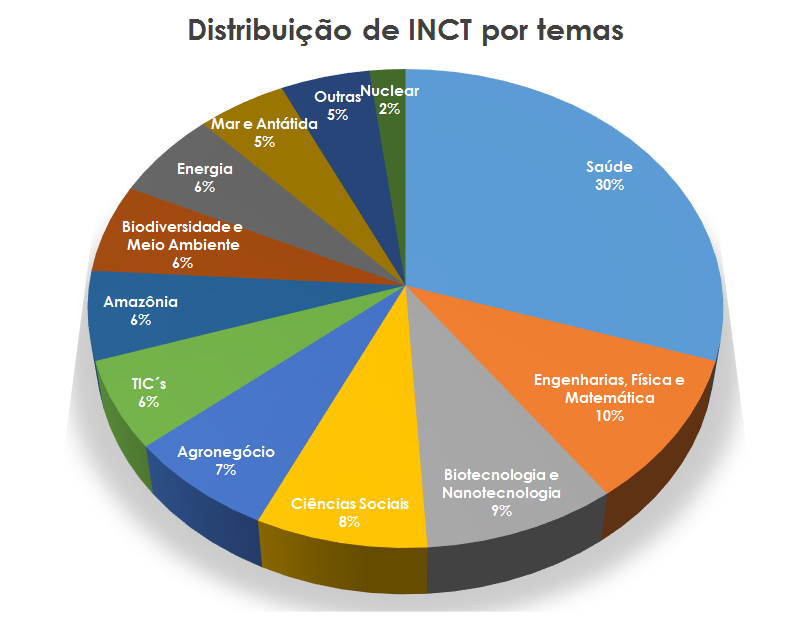 Distribuição de INCT por temas
Nuclear
2%
Outras
5%
Mar e Antátida
5%
Energia
6%
Biodiversidade e
Meio Ambiente
6%
Amazônia
6%
TIC´s
6%
Agronegócio
7%
Ciências Sociais
8%
Biotecnologia e
Nanotecnologia
9%
Engenharias, Física e
Matemática
10%
Saúde
30%